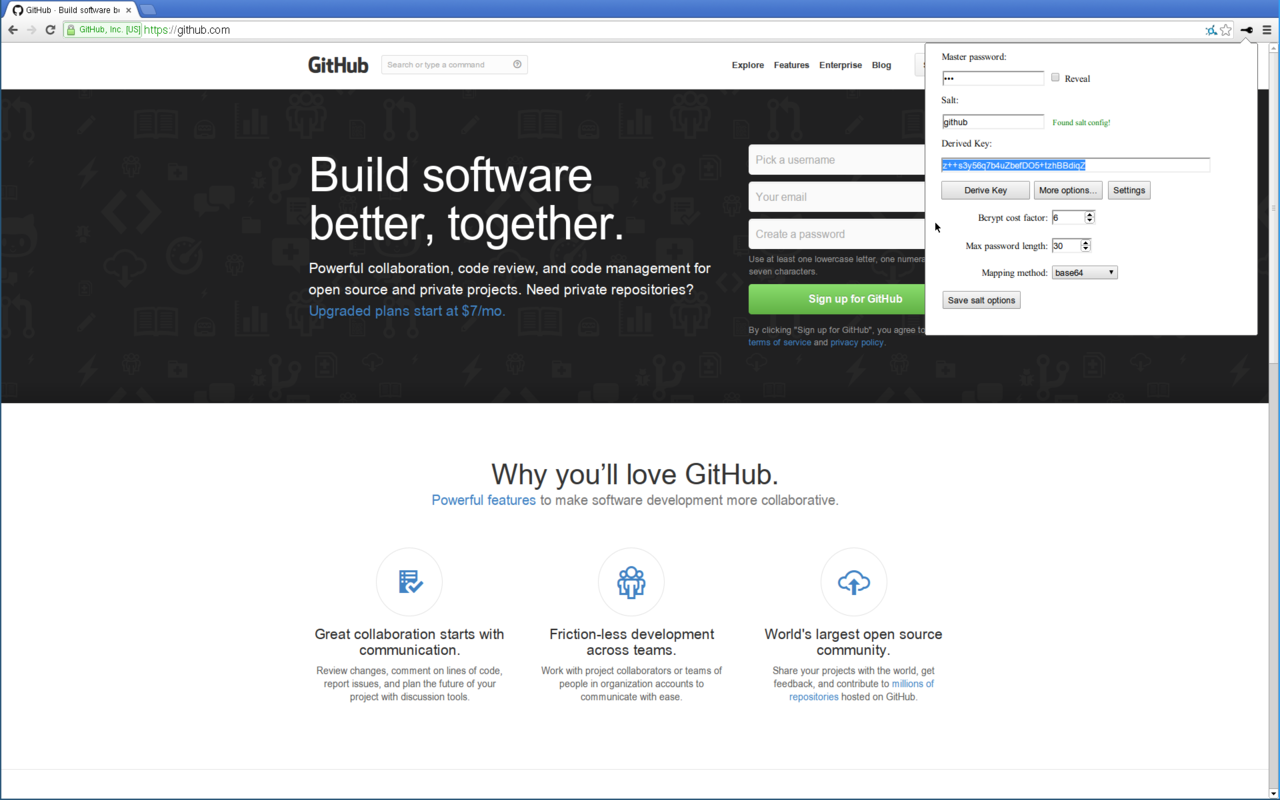 GitHub · Build software be
GitHub, Inc. [US] https://github.com
GitHub
Search or type a command
Explore Features Enterprise Blog
Build software
better, together.
Powerful collaboration, code review, and code management for
open source and private projects. Need private repositories?
Upgraded plans start at $7/mo.
Pick a username
Your email
Create a password
Use at least one lowercase letter, one numera
seven characters.
Sign up for GitHub
By clicking "Sign up for GitHub", you agree to
terms of service and privacy policy.
Master password:
•••
Reveal
Salt:
github
Found salt config!
Derived Key:
z++s3y56q7b4uZbefDO5+tzhBBdiqZ
Derive Key More options... Settings
Bcrypt cost factor: 6
Max password length: 30
Mapping method: base64
Save salt options
Why you’ll love GitHub.
Powerful features to make software development more collaborative.
Great collaboration starts with
communication.
Review changes, comment on lines of code,
report issues, and plan the future of your
project with discussion tools.
Friction-less development
across teams.
Work with project collaborators or teams of
people in organization accounts to
communicate with ease.
World's largest open source
community.
Share your projects with the world, get
feedback, and contribute to millions of
repositories hosted on GitHub.